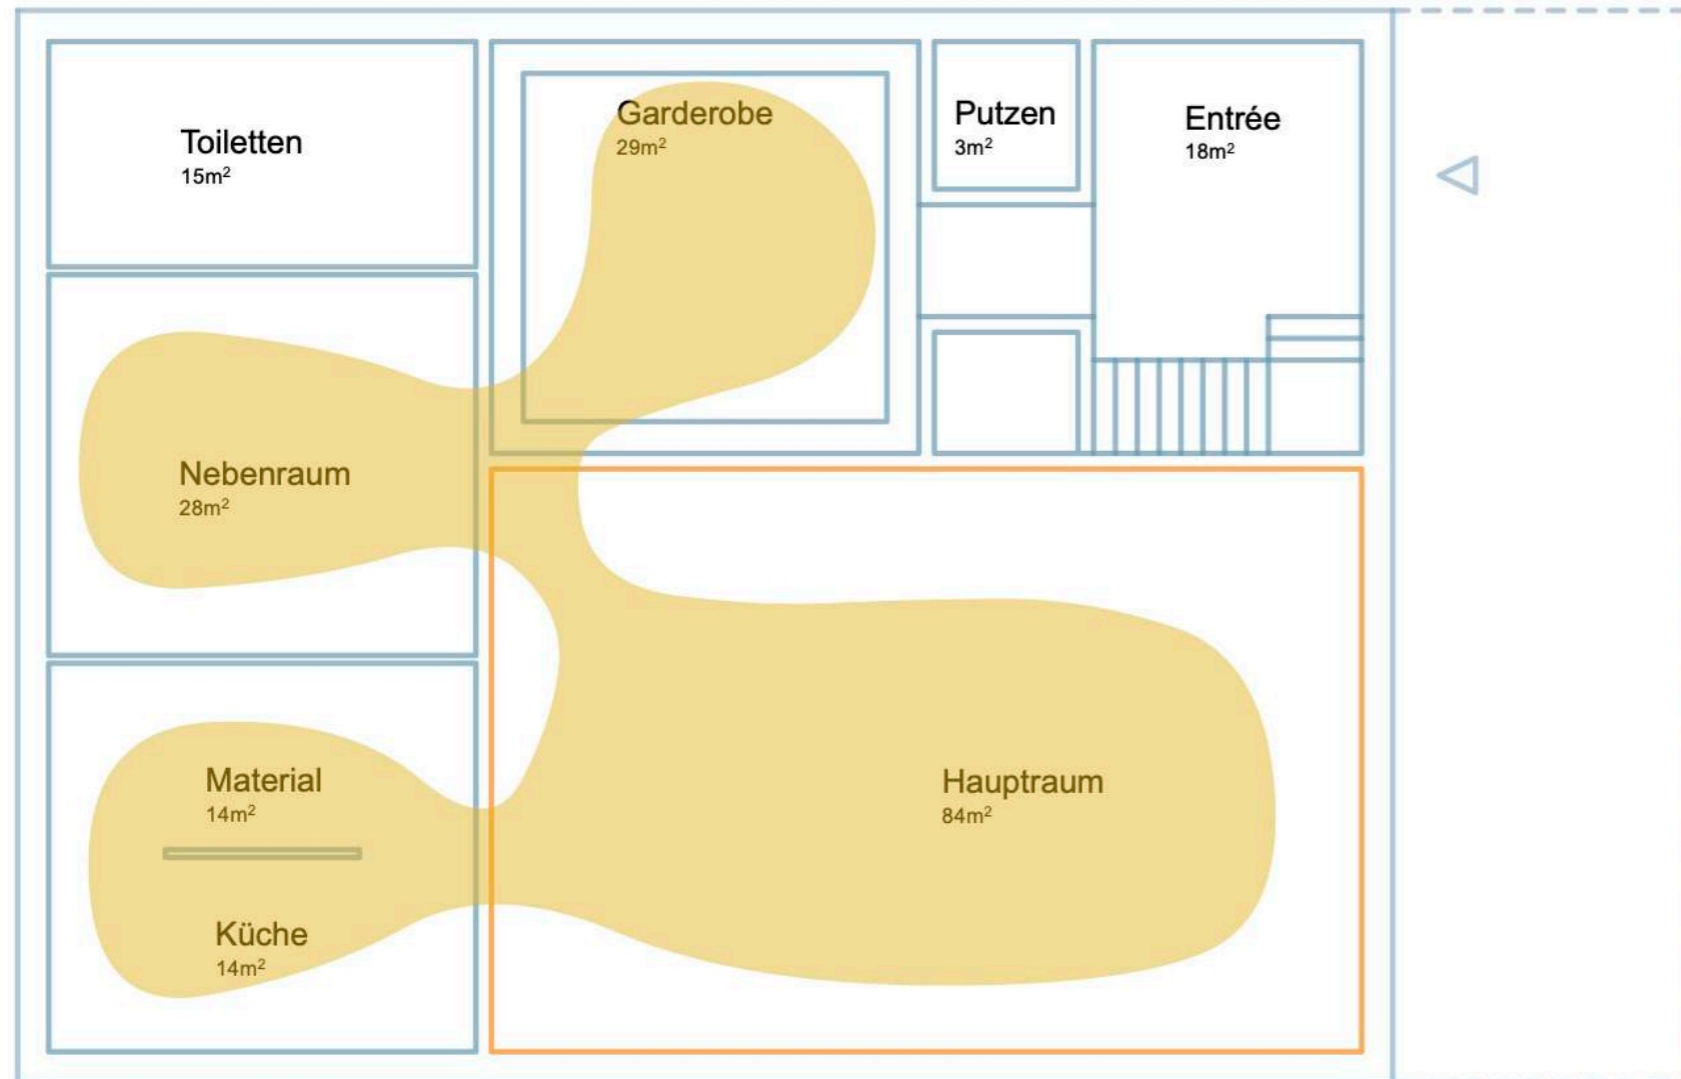 Toiletten
15m²
Garderobe
29m²
Putzen
3m²
Entrée
18m²
Nebenraum
28m²
Material
14m²
Küche
14m²
Hauptraum
84m²